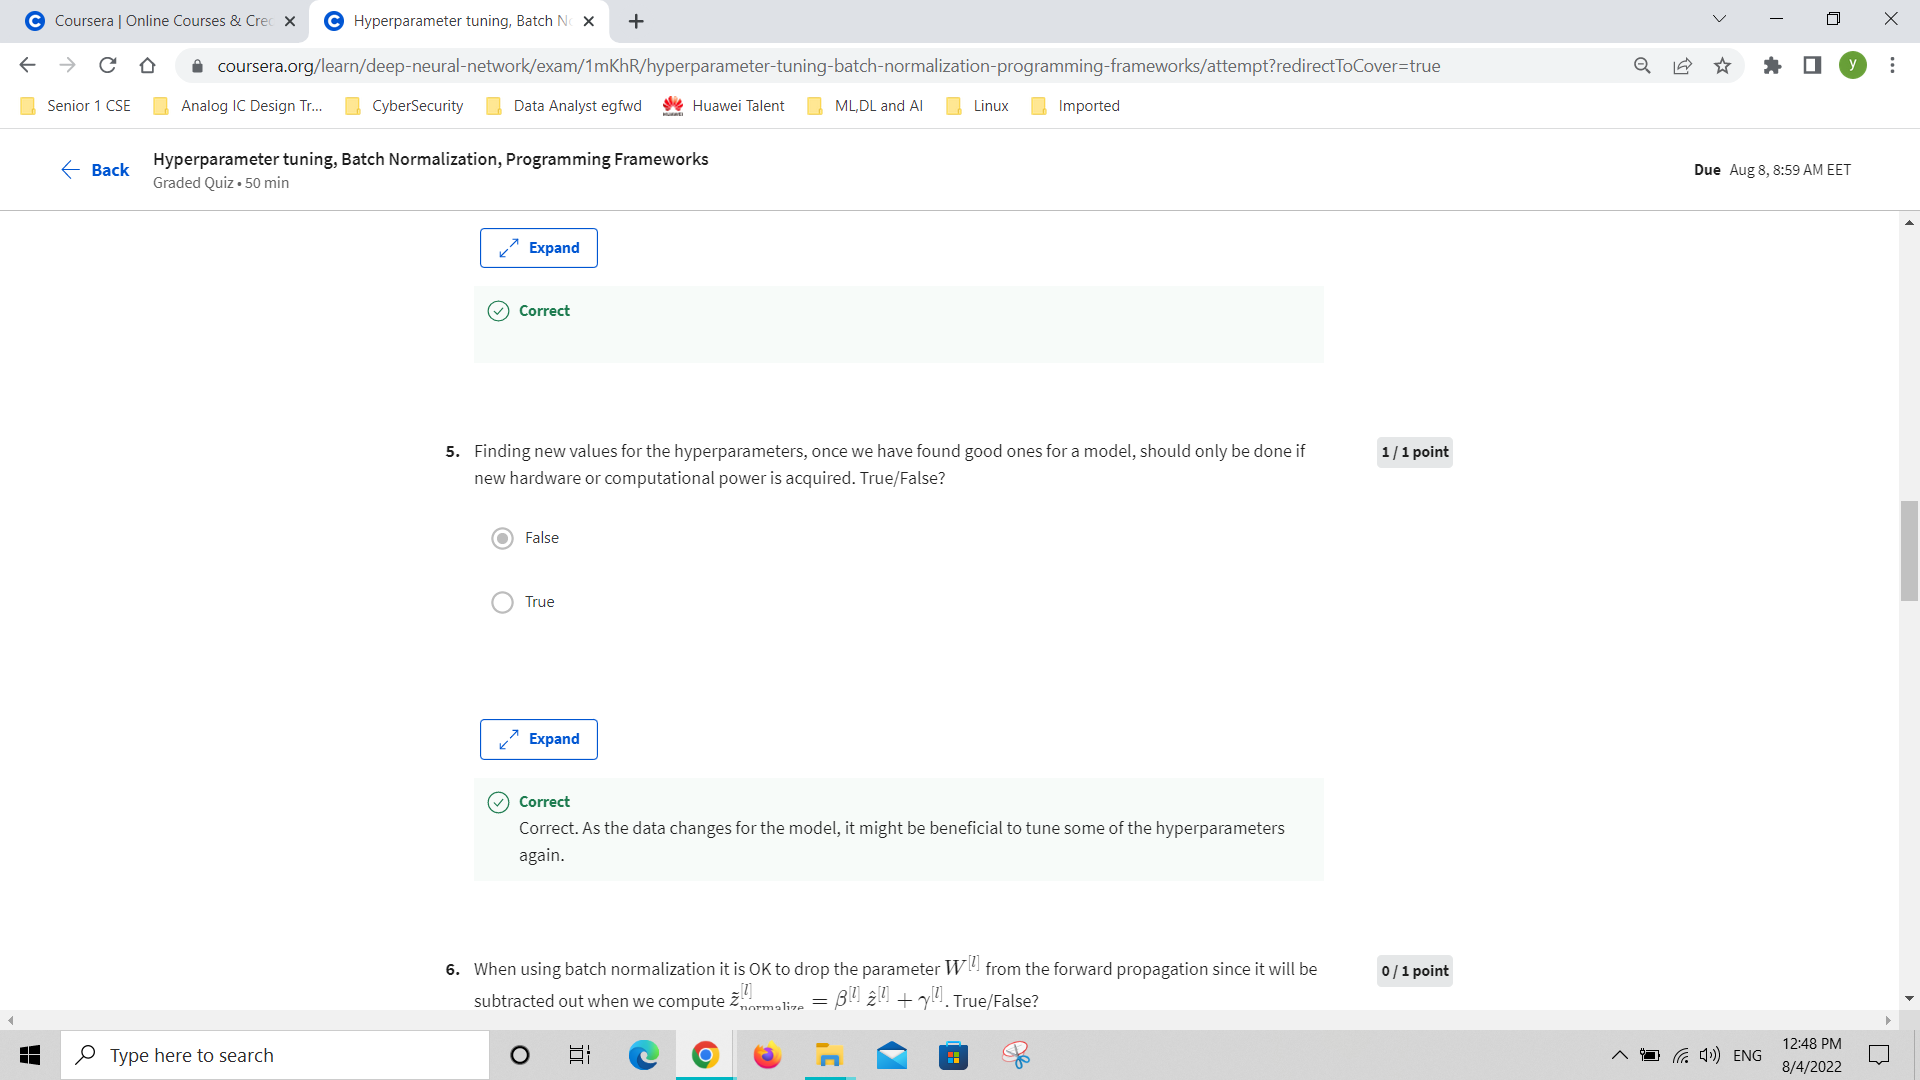 Coursera | Online Courses & Cre
Hyperparameter tuning, Batch N
coursera.org/learn/deep-neural-network/exam/1mKhR/hyperparameter-tuning-batch-normalization-programming-frameworks/attempt?redirectToCover=true
y
Senior 1 CSE
Analog IC Design Tr...
CyberSecurity
Data Analyst egfwd
HUAWEI
Huawei Talent
ML,DL and AI
Linux
Imported
Back
Hyperparameter tuning, Batch Normalization, Programming Frameworks
Graded Quiz • 50 min
Due Aug 8, 8:59 AM EET
Expand
Correct
5. Finding new values for the hyperparameters, once we have found good ones for a model, should only be done if
new hardware or computational power is acquired. True/False?
1 / 1 point
False
True
Expand
Correct
Correct. As the data changes for the model, it might be beneficial to tune some of the hyperparameters
again.
6. When using batch normalization it is OK to drop the parameter W^[l] from the forward propagation since it will be
subtracted out when we compute z̃^[l]_normalize = β^[l] ẑ^[l] + γ^[l]. True/False?
0 / 1 point
Type here to search
ENG
12:48 PM
8/4/2022